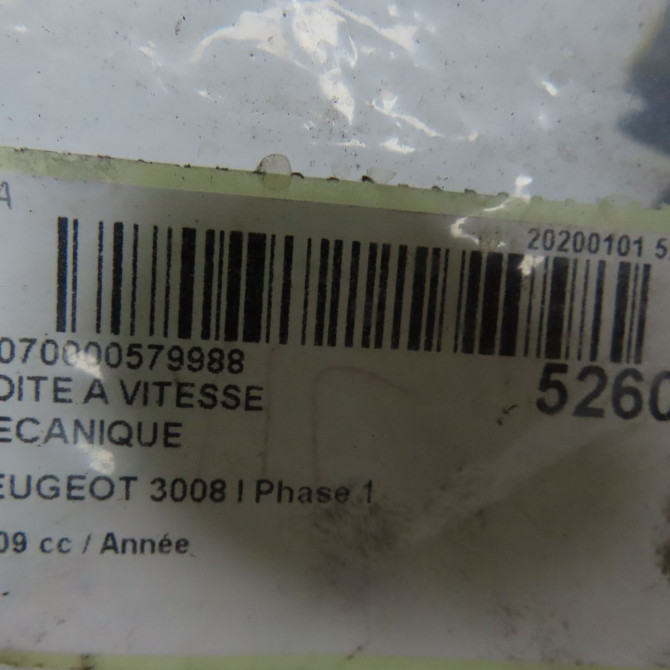 A
20200101 5
070000579988
OITE A VITESSE
5260
ECANIQUE
EUGEOT 3008 I Phase 1
09 cc / Année